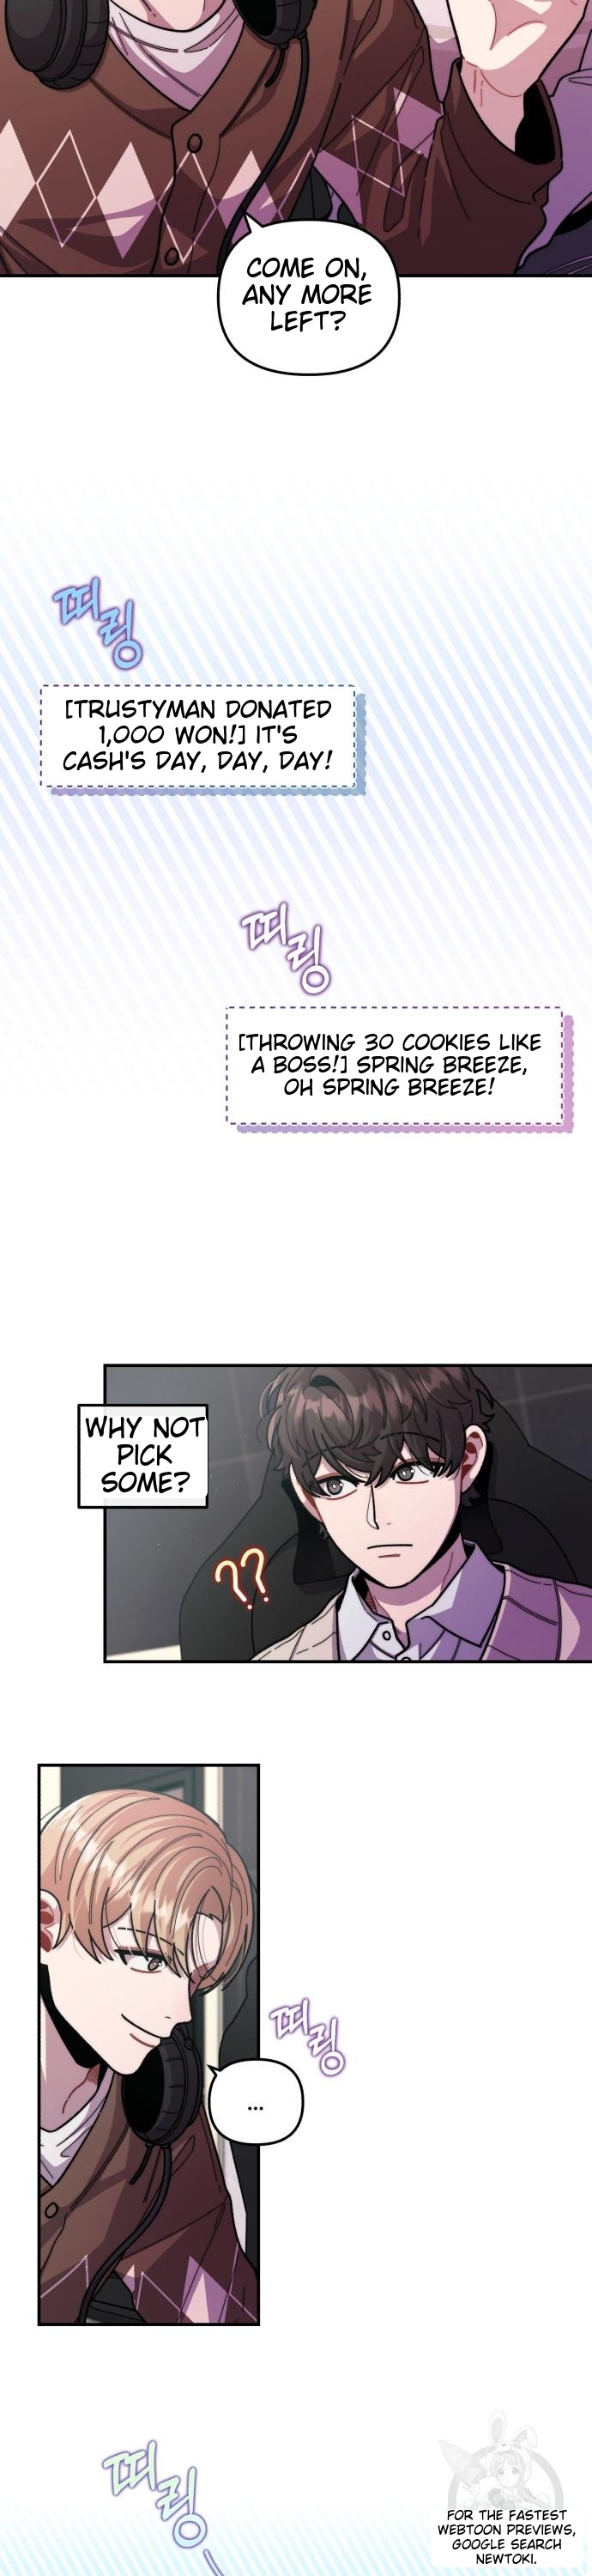 COME ON,
ANY MORE
LEFT?
띠링
[TRUSTYMAN DONATED
1,000 WON!] IT'S
CASH'S DAY, DAY, DAY!
띠링
[THROWING 30 COOKIES LIKE
A BOSS!] SPRING BREEZE,
OH SPRING BREEZE!
WHY NOT
PICK
SOME?
??
띠링
...
띠링
FOR THE FASTEST
WEBTOON PREVIEWS,
GOOGLE SEARCH
NEWTOKI.